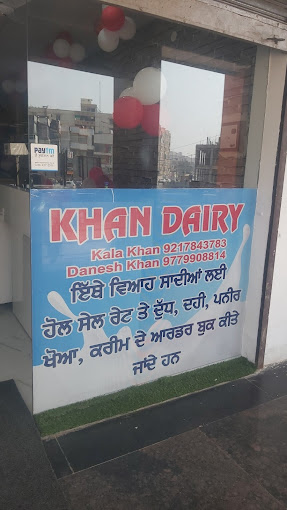 paytm
KHAN DAIRY
Kala Khan 9217843783
Danesh Khan 9779908814
ਇੱਥੇ ਵਿਆਹ ਸਾਦੀਆਂ ਲਈ
ਹੋਲ ਸੇਲ ਰੇਟ ਤੇ ਦੁੱਧ, ਦਹੀ, ਪਨੀਰ
ਖੋਆ, ਕਰੀਮ ਦੇ ਆਰਡਰ ਬੁਕ ਕੀਤੇ
ਜਾਂਦੇ ਹਨ